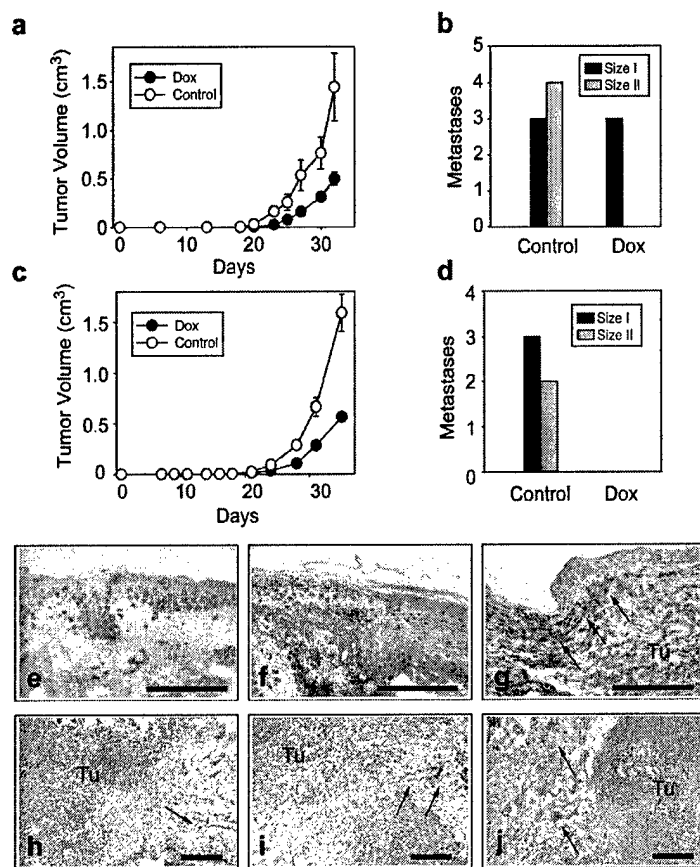 a
Tumor Volume (cm3)
1.5
1.0
0.5
0
Dox
Control
0 10 20 30
Days
b
Metastases
5
4
3
2
1
0
Size I
Size II
Control Dox
c
Tumor Volume (cm3)
1.5
1.0
0.5
0
Dox
Control
0 10 20 30
Days
d
Metastases
4
3
2
1
0
Size I
Size II
Control Dox
e
f
g
Tu
h
Tu
i
Tu
j
Tu